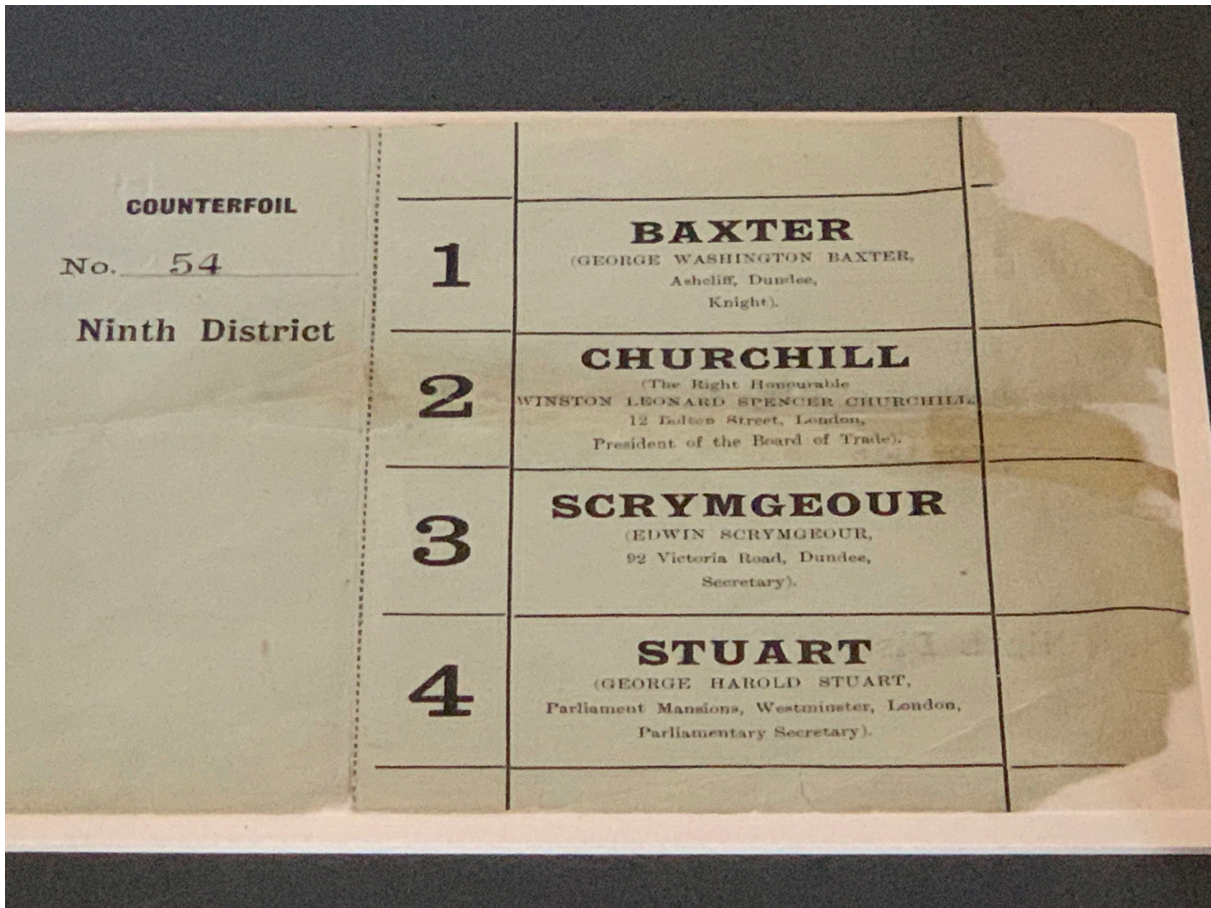 COUNTERFOIL
No. 54
Ninth District
1
BAXTER
(GEORGE WASHINGTON BAXTER,
Ashcliff, Dundee,
Knight).
2
CHURCHILL
(The Right Honourable
WINSTON LEONARD SPENCER CHURCHILL,
12 Bolton Street, London,
President of the Board of Trade).
3
SCRYMGEOUR
(EDWIN SCRYMGEOUR,
92 Victoria Road, Dundee,
Secretary).
4
STUART
(GEORGE HAROLD STUART,
Parliament Mansions, Westminster, London,
Parliamentary Secretary).